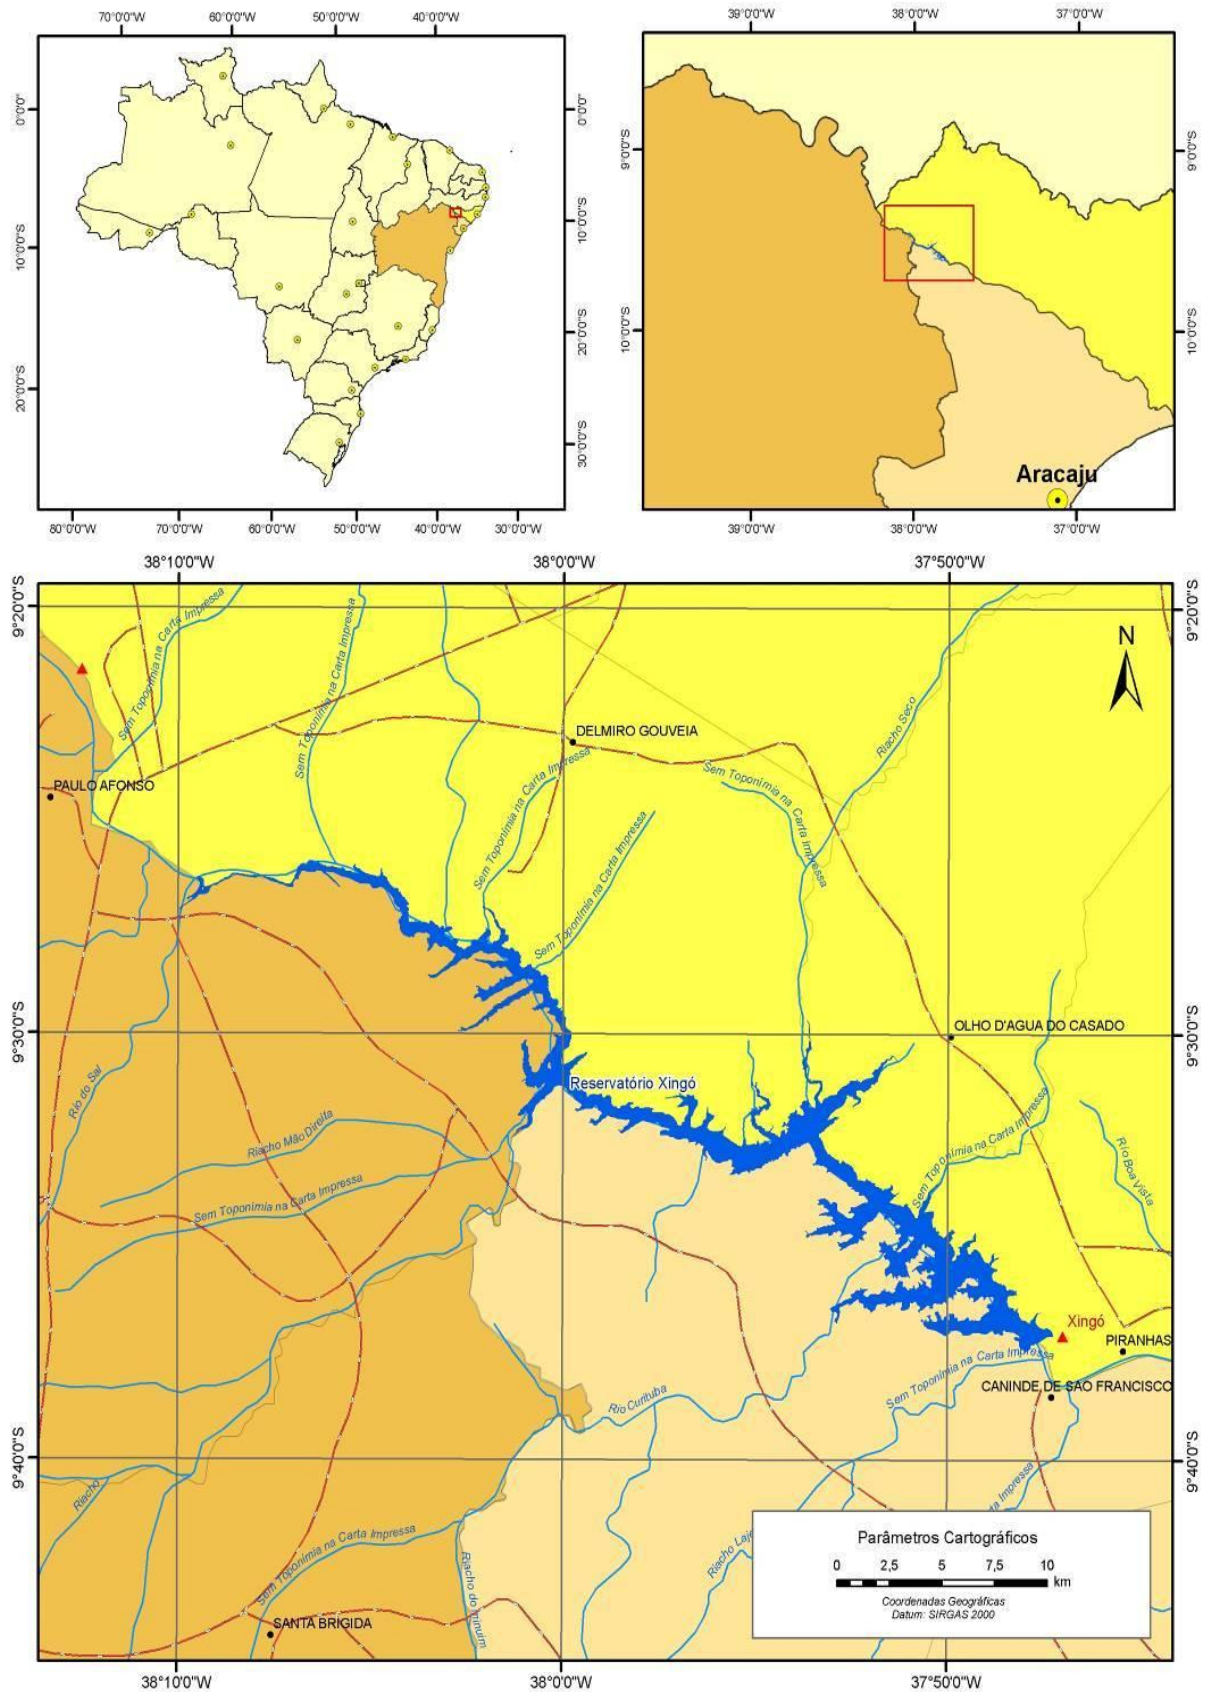 70°0'0"W 60°0'0"W 50°0'0"W 40°0'0"W
0°0'0"
10°0'0"S
20°0'0"S
0°0'0"
10°0'0"S
20°0'0"S
30°0'0"S
80°0'0"W 70°0'0"W 60°0'0"W 50°0'0"W 40°0'0"W 30°0'0"W
39°0'0"W 38°0'0"W 37°0'0"W
9°0'0"S
10°0'0"S
9°0'0"S
10°0'0"S
Aracaju
39°0'0"W 38°0'0"W 37°0'0"W
38°10'0"W 38°0'0"W 37°50'0"W
9°20'0"S
9°20'0"S
N
Sem Toponímia na Carta Impressa
Sem Toponímia na Carta Impressa
Riacho Seco
DELMIRO GOUVEIA
Sem Toponímia na Carta Impressa
Sem Toponímia na Carta Impressa
PAULO AFONSO
Sem Toponímia na Carta Impressa
9°30'0"S
9°30'0"S
OLHO D'AGUA DO CASADO
Reservatório Xingó
Rio do Sal
Riacho Mão Direita
Sem Toponímia na Carta Impressa
Sem Toponímia na Carta Impressa
Rio Boa Vista
Xingó
PIRANHAS
Sem Toponímia na Carta Impressa
CANINDE DE SAO FRANCISCO
Rio Curituba
9°40'0"S
9°40'0"S
Riacho
ta Impressa
Sem Toponímia na Carta Impressa
Riacho do
Riacho Laje
SANTA BRIGIDA
Parâmetros Cartográficos
0 2,5 5 7,5 10
km
Coordenadas Geográficas
Datum: SIRGAS 2000
38°10'0"W 38°0'0"W 37°50'0"W